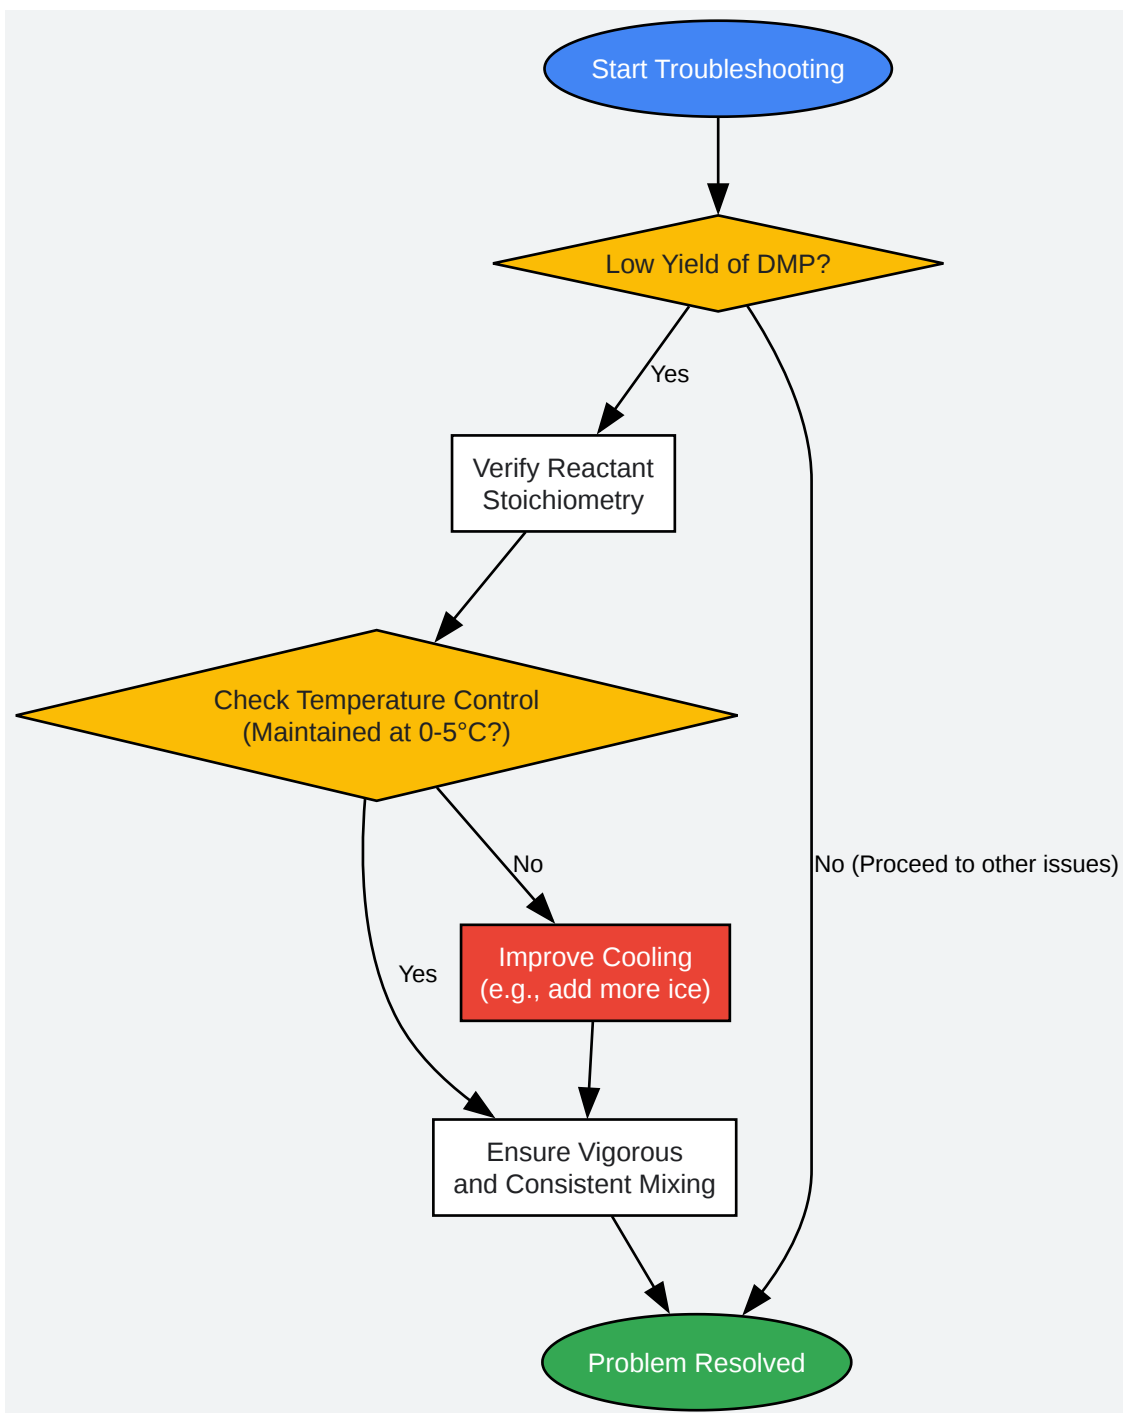 Start Troubleshooting
Low Yield of DMP?
Yes
Verify Reactant
Stoichiometry
Check Temperature Control
(Maintained at 0-5°C?)
No
No (Proceed to other issues)
Improve Cooling
(e.g., add more ice)
Yes
Ensure Vigorous
and Consistent Mixing
Problem Resolved